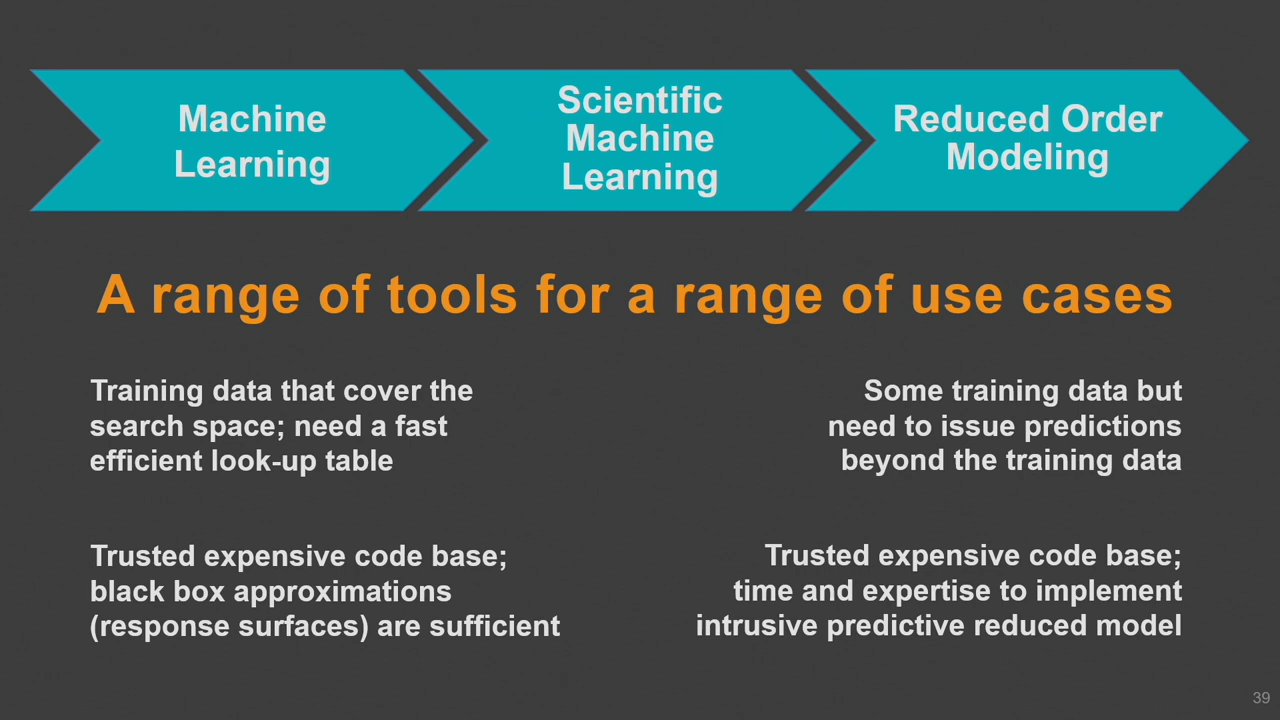 Machine
Learning
Scientific
Machine
Learning
Reduced Order
Modeling
A range of tools for a range of use cases
Training data that cover the
search space; need a fast
efficient look-up table
Some training data but
need to issue predictions
beyond the training data
Trusted expensive code base;
black box approximations
(response surfaces) are sufficient
Trusted expensive code base;
time and expertise to implement
intrusive predictive reduced model
39